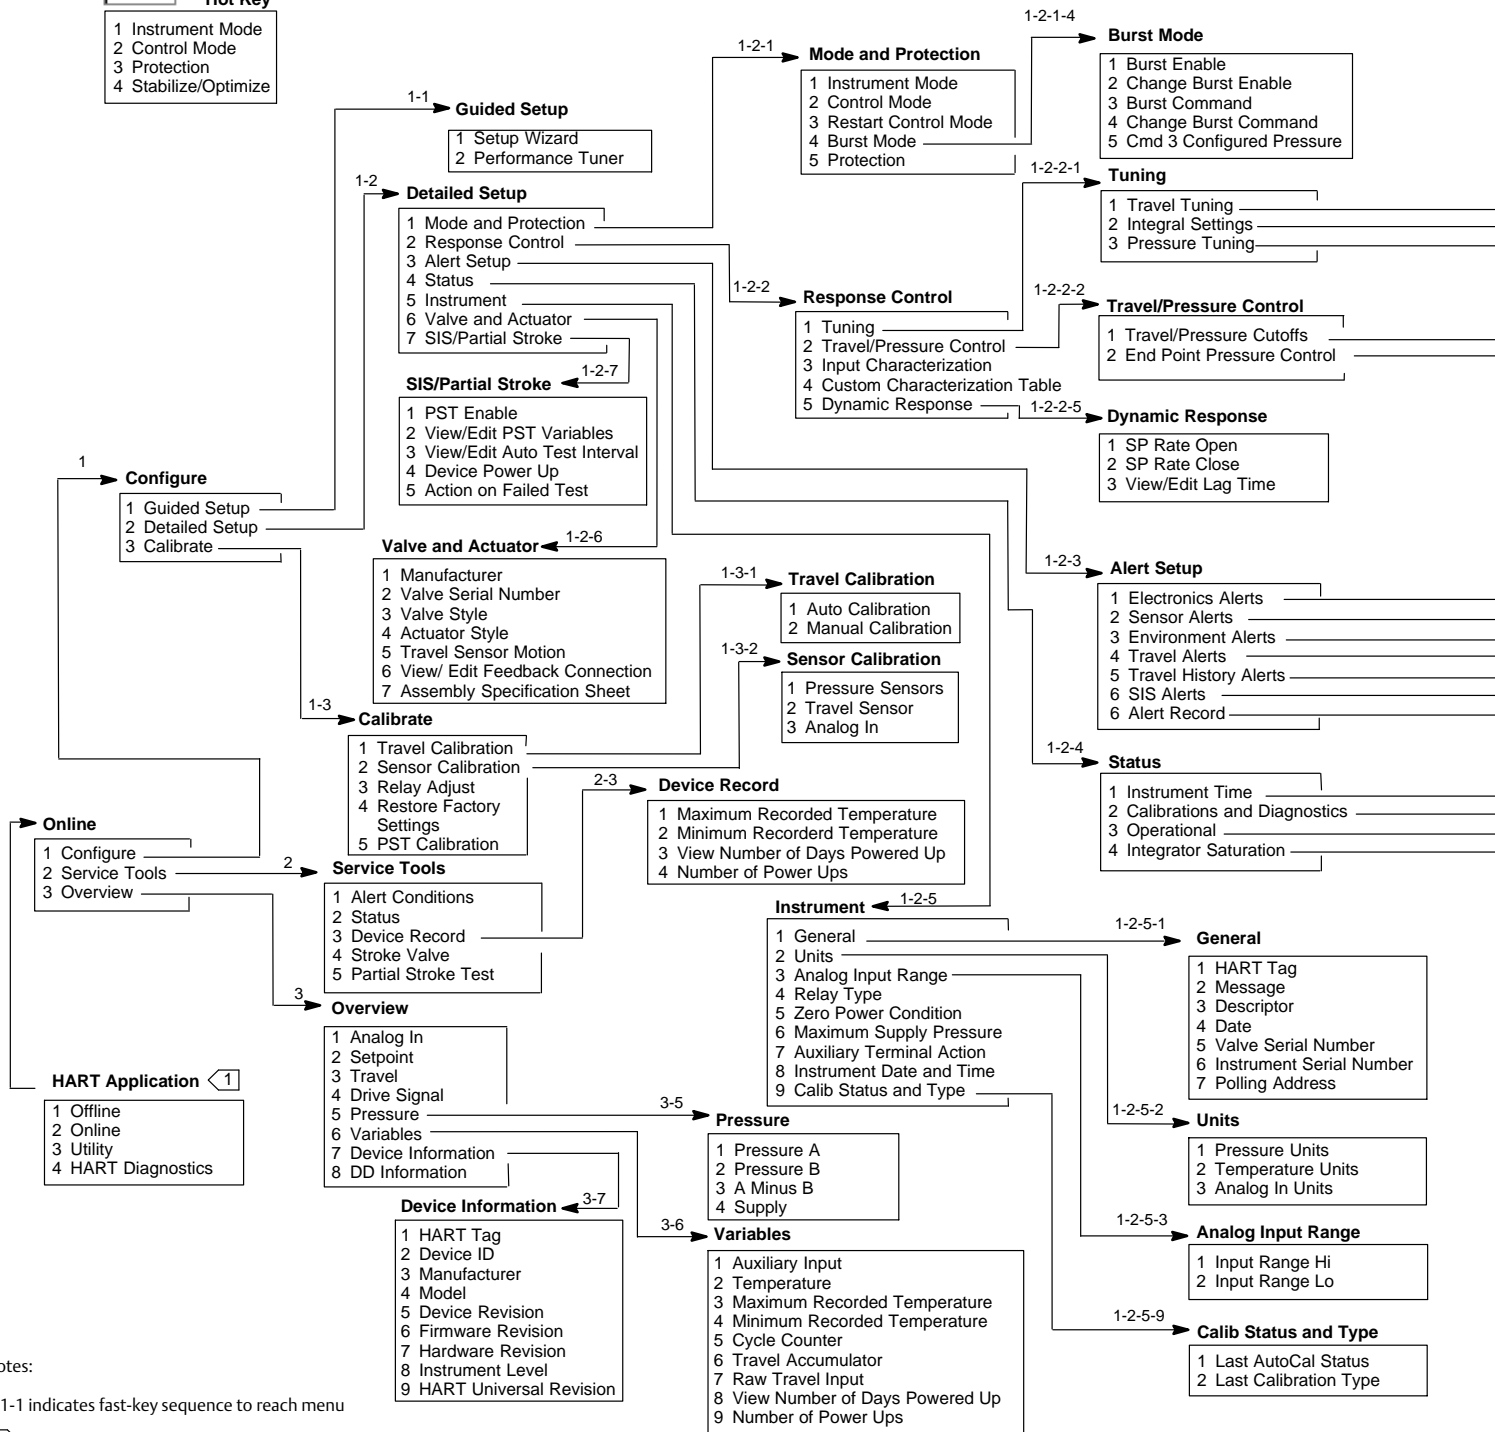 Hot Key
1 Instrument Mode
2 Control Mode
3 Protection
4 Stabilize/Optimize
1-1
Guided Setup
1 Setup Wizard
2 Performance Tuner
1-2
Detailed Setup
1 Mode and Protection
2 Response Control
3 Alert Setup
4 Status
5 Instrument
6 Valve and Actuator
7 SIS/Partial Stroke
1-2-7
SIS/Partial Stroke
1 PST Enable
2 View/Edit PST Variables
3 View/Edit Auto Test Interval
4 Device Power Up
5 Action on Failed Test
1-2-1
Mode and Protection
1 Instrument Mode
2 Control Mode
3 Restart Control Mode
4 Burst Mode
5 Protection
1-2-1-4
Burst Mode
1 Burst Enable
2 Change Burst Enable
3 Burst Command
4 Change Burst Command
5 Cmd 3 Configured Pressure
1-2-2-1
Tuning
1 Travel Tuning
2 Integral Settings
3 Pressure Tuning
1-2-2
Response Control
1 Tuning
2 Travel/Pressure Control
3 Input Characterization
4 Custom Characterization Table
5 Dynamic Response
1-2-2-2
Travel/Pressure Control
1 Travel/Pressure Cutoffs
2 End Point Pressure Control
1-2-2-5
Dynamic Response
1 SP Rate Open
2 SP Rate Close
3 View/Edit Lag Time
1
Configure
1 Guided Setup
2 Detailed Setup
3 Calibrate
1-2-6
Valve and Actuator
1 Manufacturer
2 Valve Serial Number
3 Valve Style
4 Actuator Style
5 Travel Sensor Motion
6 View/ Edit Feedback Connection
7 Assembly Specification Sheet
1-3-1
Travel Calibration
1 Auto Calibration
2 Manual Calibration
1-3-2
Sensor Calibration
1 Pressure Sensors
2 Travel Sensor
3 Analog In
1-2-3
Alert Setup
1 Electronics Alerts
2 Sensor Alerts
3 Environment Alerts
4 Travel Alerts
5 Travel History Alerts
6 SIS Alerts
6 Alert Record
1-3
Calibrate
1 Travel Calibration
2 Sensor Calibration
3 Relay Adjust
4 Restore Factory
Settings
5 PST Calibration
1-2-4
Status
1 Instrument Time
2 Calibrations and Diagnostics
3 Operational
4 Integrator Saturation
2-3
Device Record
1 Maximum Recorded Temperature
2 Minimum Recorderd Temperature
3 View Number of Days Powered Up
4 Number of Power Ups
Online
1 Configure
2 Service Tools
3 Overview
2
Service Tools
1 Alert Conditions
2 Status
3 Device Record
4 Stroke Valve
5 Partial Stroke Test
1-2-5
Instrument
1 General
2 Units
3 Analog Input Range
4 Relay Type
5 Zero Power Condition
6 Maximum Supply Pressure
7 Auxiliary Terminal Action
8 Instrument Date and Time
9 Calib Status and Type
1-2-5-1
General
1 HART Tag
2 Message
3 Descriptor
4 Date
5 Valve Serial Number
6 Instrument Serial Number
7 Polling Address
3
Overview
1 Analog In
2 Setpoint
3 Travel
4 Drive Signal
5 Pressure
6 Variables
7 Device Information
8 DD Information
HART Application 1
1 Offline
2 Online
3 Utility
4 HART Diagnostics
3-5
Pressure
1 Pressure A
2 Pressure B
3 A Minus B
4 Supply
1-2-5-2
Units
1 Pressure Units
2 Temperature Units
3 Analog In Units
3-7
Device Information
1 HART Tag
2 Device ID
3 Manufacturer
4 Model
5 Device Revision
6 Firmware Revision
7 Hardware Revision
8 Instrument Level
9 HART Universal Revision
3-6
Variables
1 Auxiliary Input
2 Temperature
3 Maximum Recorded Temperature
4 Minimum Recorded Temperature
5 Cycle Counter
6 Travel Accumulator
7 Raw Travel Input
8 View Number of Days Powered Up
9 Number of Power Ups
1-2-5-3
Analog Input Range
1 Input Range Hi
2 Input Range Lo
1-2-5-9
Calib Status and Type
1 Last AutoCal Status
2 Last Calibration Type
otes:
1-1 indicates fast-key sequence to reach menu